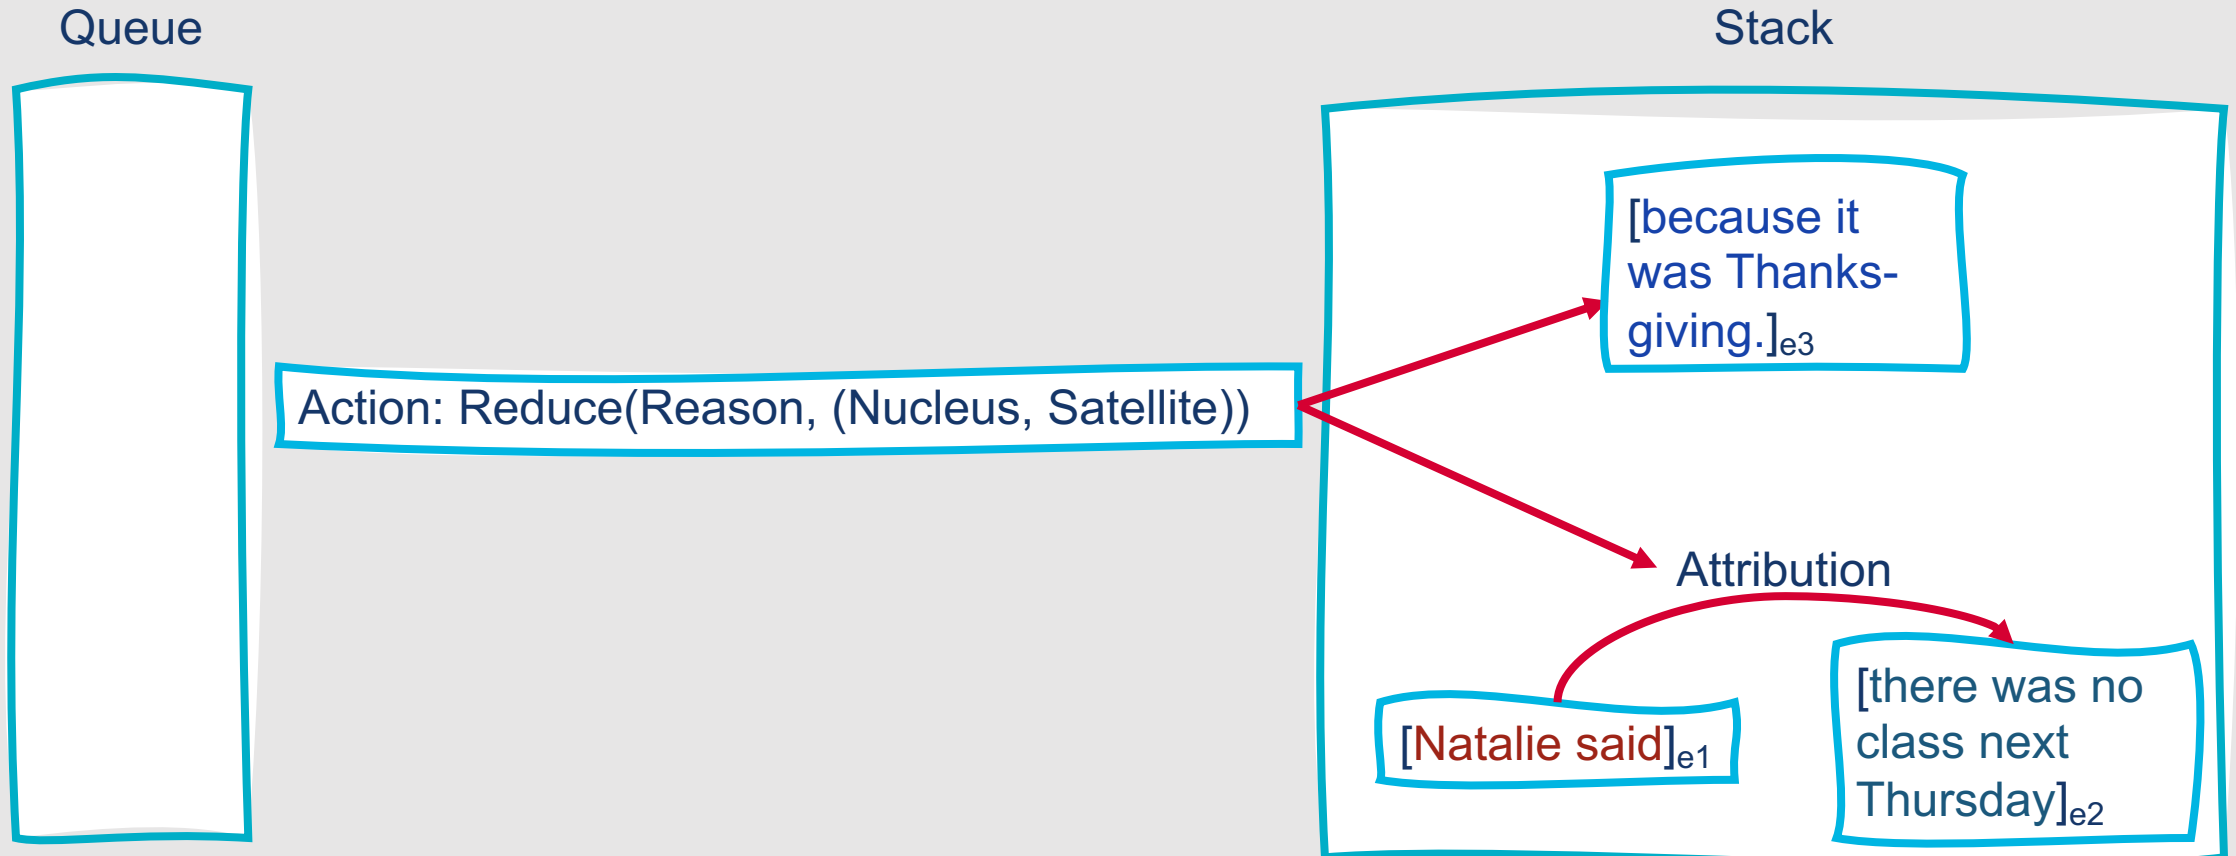 Queue
Stack
[because it
was Thanks-
giving.]e3
Action: Reduce(Reason, (Nucleus, Satellite))
Attribution
[Natalie said]e1
[there was no
class next
Thursday]e2